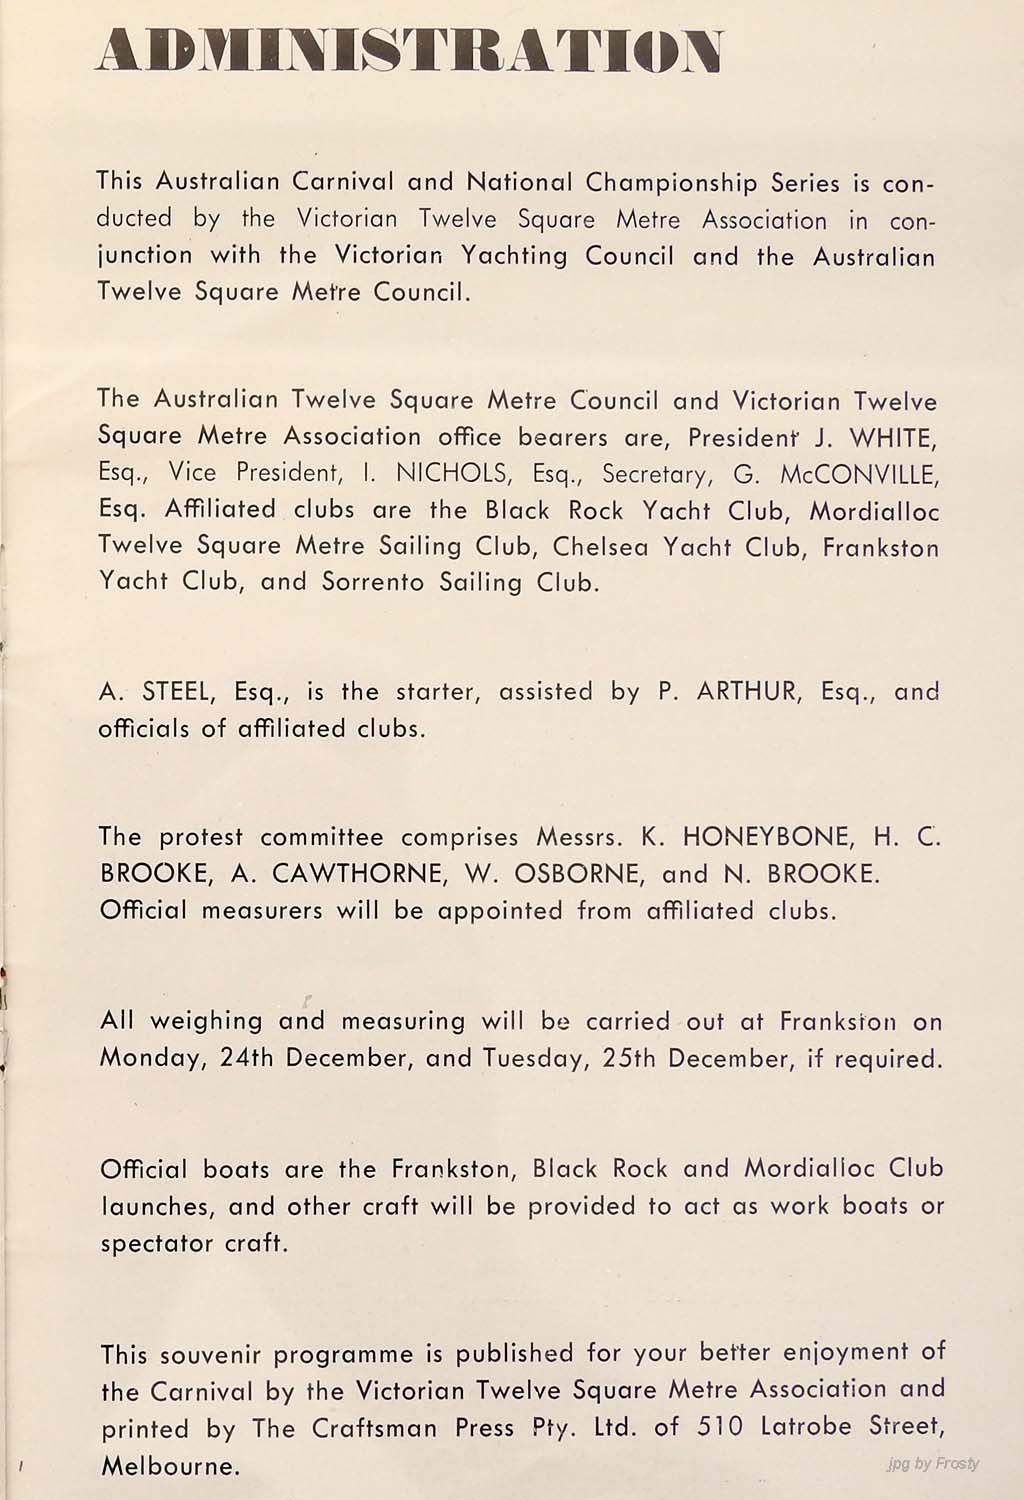 ADMINISTRATION
This Australian Carnival and National Championship Series is con-
ducted by the Victorian Twelve Square Metre Association in con-
junction with the Victorian Yachting Council and the Australian
Twelve Square Metre Council.
The Australian Twelve Square Metre Council and Victorian Twelve
Square Metre Association office bearers are, President J. WHITE,
Esq., Vice President, I. NICHOLS, Esq., Secretary, G. McCONVILLE,
Esq. Affiliated clubs are the Black Rock Yacht Club, Mordialloc
Twelve Square Metre Sailing Club, Chelsea Yacht Club, Frankston
Yacht Club, and Sorrento Sailing Club.
A. STEEL, Esq., is the starter, assisted by P. ARTHUR, Esq., and
officials of affiliated clubs.
The protest committee comprises Messrs. K. HONEYBONE, H. C.
BROOKE, A. CAWTHORNE, W. OSBORNE, and N. BROOKE.
Official measurers will be appointed from affiliated clubs.
All weighing and measuring will be carried out at Frankston on
Monday, 24th December, and Tuesday, 25th December, if required.
Official boats are the Frankston, Black Rock and Mordialloc Club
launches, and other craft will be provided to act as work boats or
spectator craft.
This souvenir programme is published for your better enjoyment of
the Carnival by the Victorian Twelve Square Metre Association and
printed by The Craftsman Press Pty. Ltd. of 510 Latrobe Street,
Melbourne.
jpg by Frosty